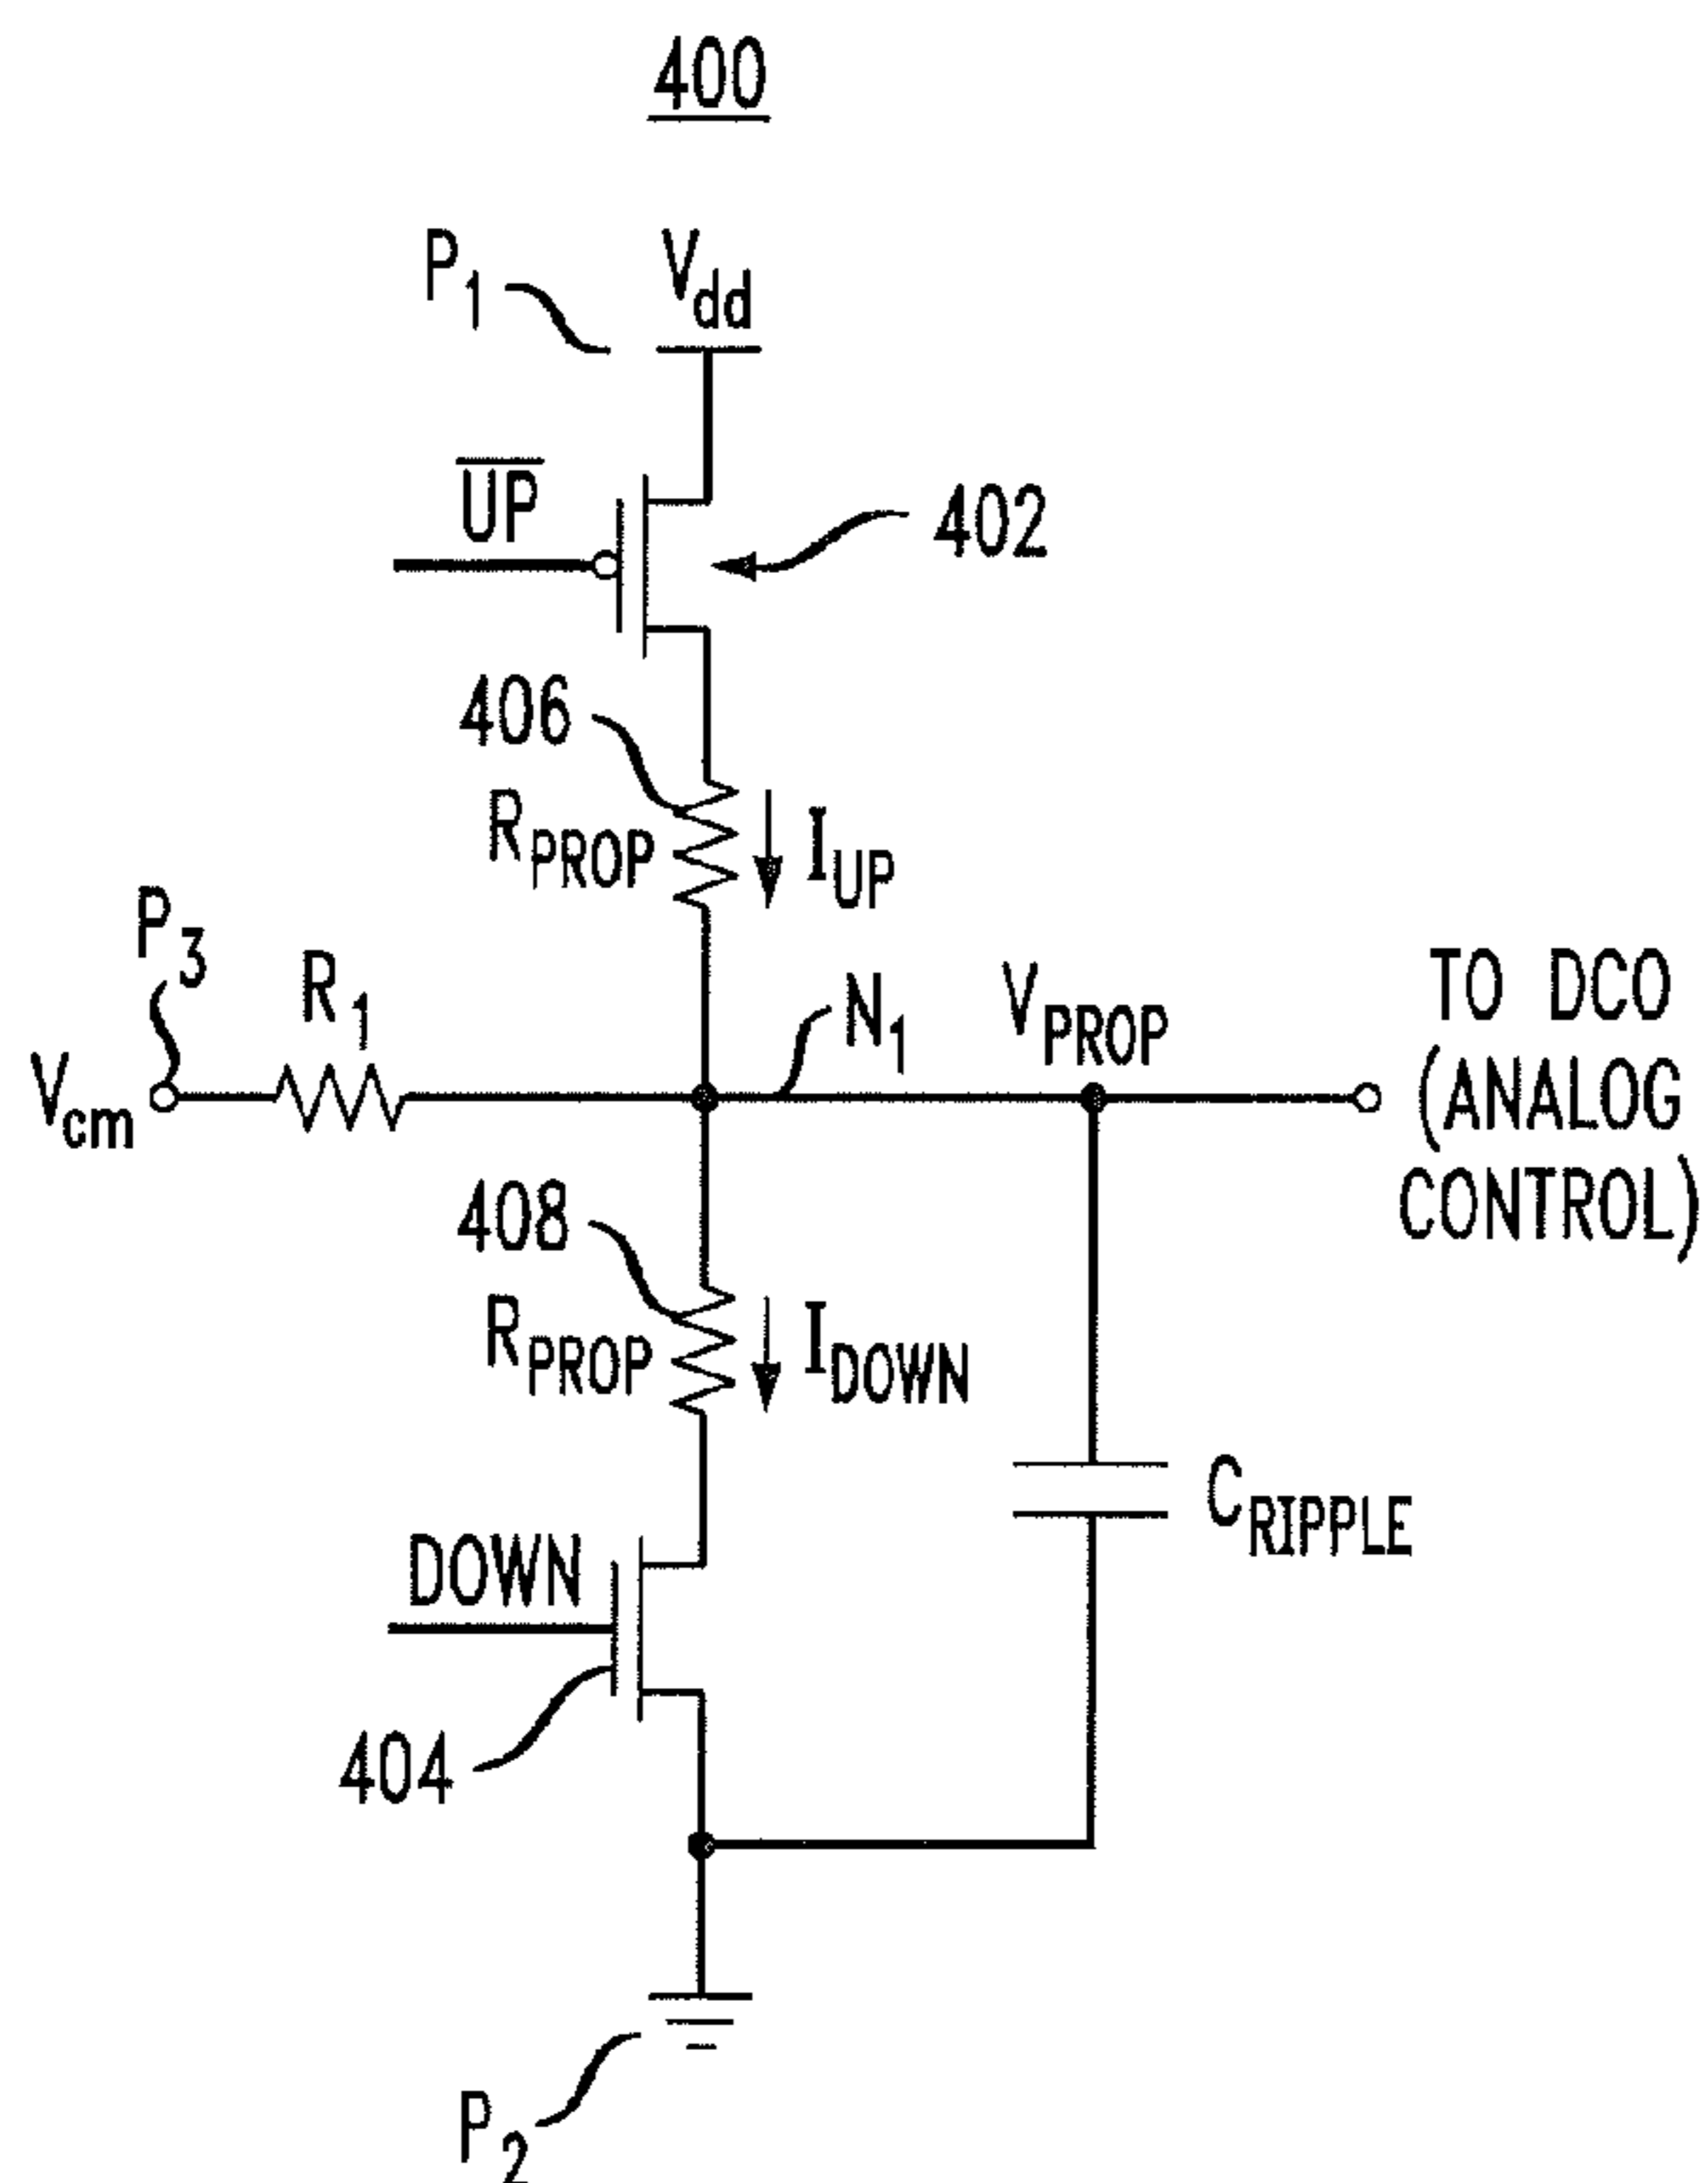 400
P1
Vdd
U̅P̅
402
406
RPROP
IUP
P3
R1
N1
VPROP
TO DCO
(ANALOG
CONTROL)
Vcm
408
RPROP
IDOWN
CRIPPLE
DOWN
404
P2